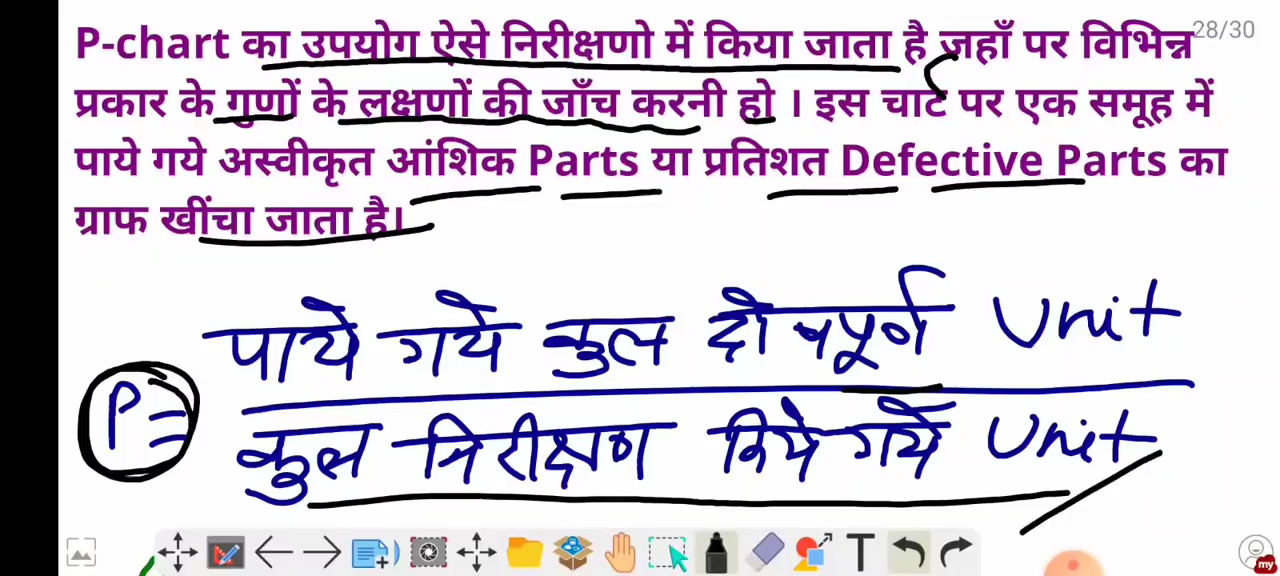 P-chart का उपयोग ऐसे निरीक्षणो में किया जाता है जहाँ पर विभिन्न
28/30
प्रकार के गुणों के लक्षणों की जाँच करनी हो । इस चार्ट पर एक समूह में
पाये गये अस्वीकृत आंशिक Parts या प्रतिशत Defective Parts का
ग्राफ खींचा जाता है।
पाये गये कुल दोषपूर्ण Unit
P=
कुल निरीक्षण किये गये Unit
T
my